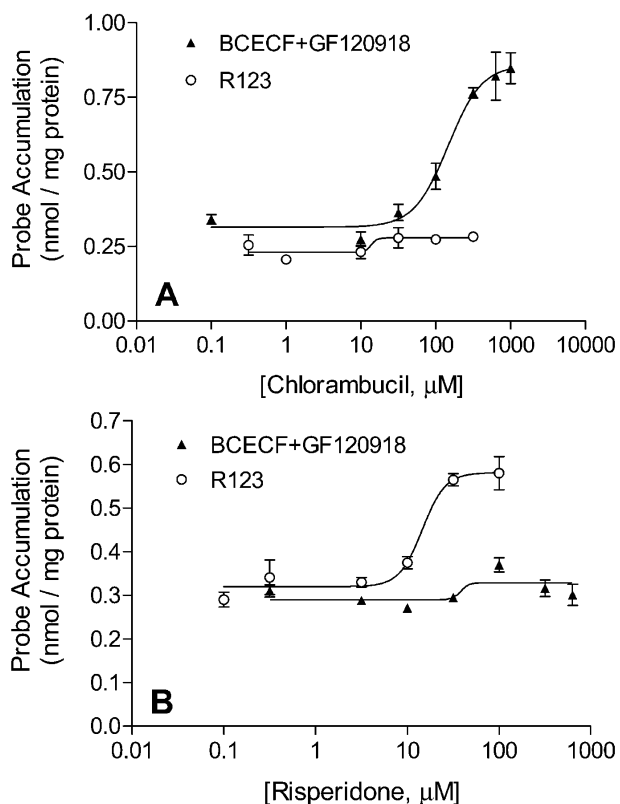 1.00
0.75
0.50
0.25
0.00
Probe Accumulation
(nmol / mg protein)
BCECF+GF120918
R123
A
0.01
0.1
1
10
100
1000
10000
[Chlorambucil, μM]
0.7
0.6
0.5
0.4
0.3
0.2
0.1
0.0
Probe Accumulation
(nmol / mg protein)
BCECF+GF120918
R123
B
0.01
0.1
1
10
100
1000
[Risperidone, μM]